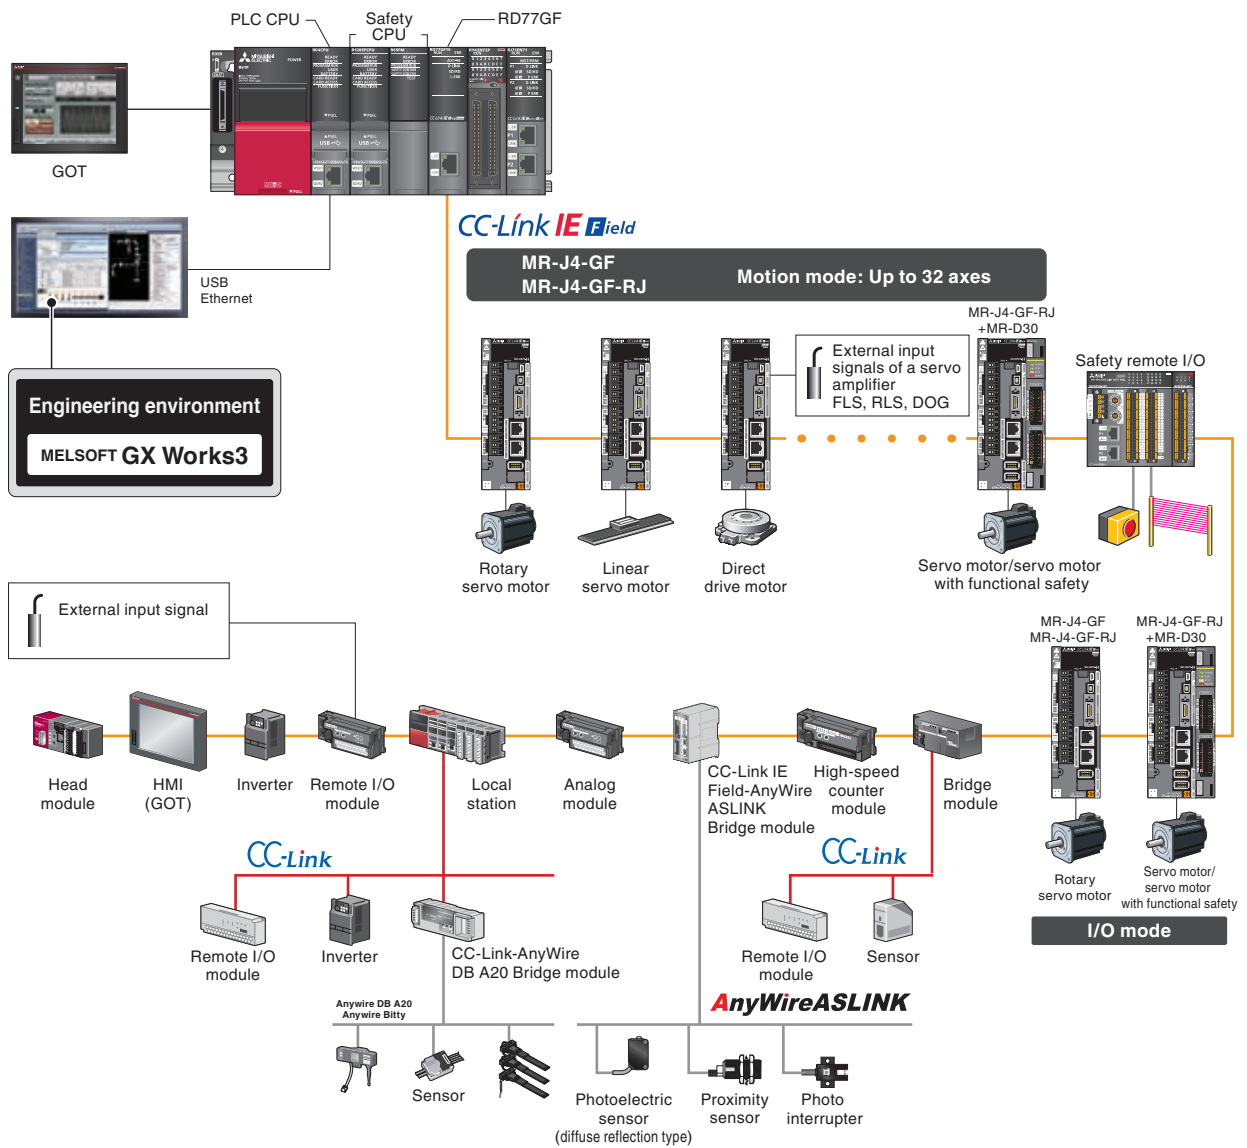 PLC CPU
Safety
CPU
RD77GF
MITSUBISHI
ELECTRIC
POWER
GOT
USB
Ethernet
CC-Link IE Field
MR-J4-GF
MR-J4-GF-RJ
Motion mode: Up to 32 axes
MR-J4-GF-RJ
+MR-D30
External input
signals of a servo
amplifier
FLS, RLS, DOG
Safety remote I/O
Engineering environment
MELSOFT GX Works3
Rotary
servo motor
Linear
servo motor
Direct
drive motor
Servo motor/servo motor
with functional safety
External input signal
MR-J4-GF
MR-J4-GF-RJ
MR-J4-GF-RJ
+MR-D30
Head
module
HMI
(GOT)
Inverter
Remote I/O
module
Local
station
Analog
module
CC-Link IE
Field-AnyWire
ASLINK
Bridge module
High-speed
counter
module
Bridge
module
CC-Link
CC-Link
Rotary
servo motor
Servo motor/
servo motor
with functional safety
I/O mode
Remote I/O
module
Inverter
CC-Link-AnyWire
DB A20 Bridge module
Remote I/O
module
Sensor
Anywire DB A20
Anywire Bitty
AnyWireASLINK
Sensor
Photoelectric
sensor
(diffuse reflection type)
Proximity
sensor
Photo
interrupter